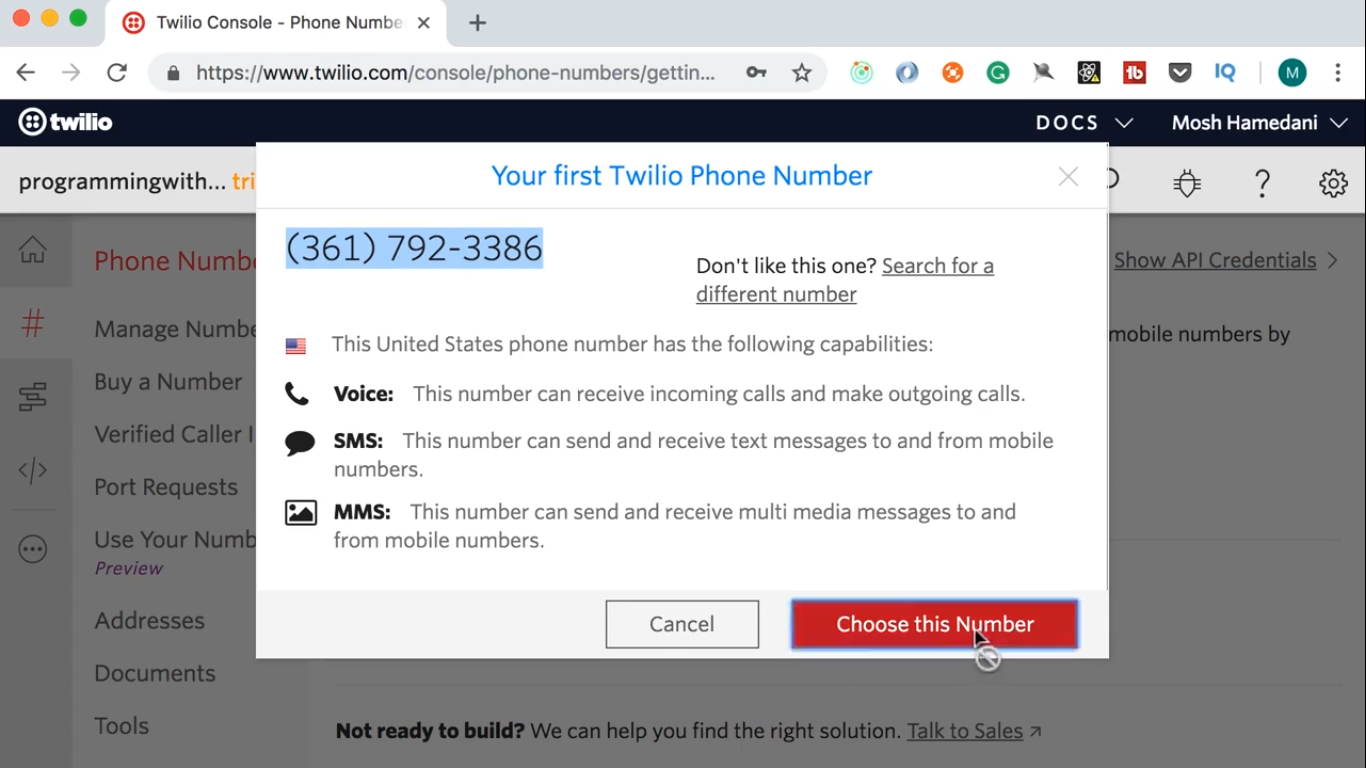 Twilio Console - Phone Numbe
https://www.twilio.com/console/phone-numbers/gettin...
IQ
M
twilio
DOCS
Mosh Hamedani
programmingwith... tri
Your first Twilio Phone Number
(361) 792-3386
Don't like this one? Search for a
different number
This United States phone number has the following capabilities:
Voice: This number can receive incoming calls and make outgoing calls.
SMS: This number can send and receive text messages to and from mobile
numbers.
MMS: This number can send and receive multi media messages to and
from mobile numbers.
Cancel
Choose this Number
Phone Numbe
Manage Numbe
Buy a Number
Verified Caller I
Port Requests
Use Your Numb
Preview
Addresses
Documents
Tools
Show API Credentials
mobile numbers by
Not ready to build? We can help you find the right solution. Talk to Sales